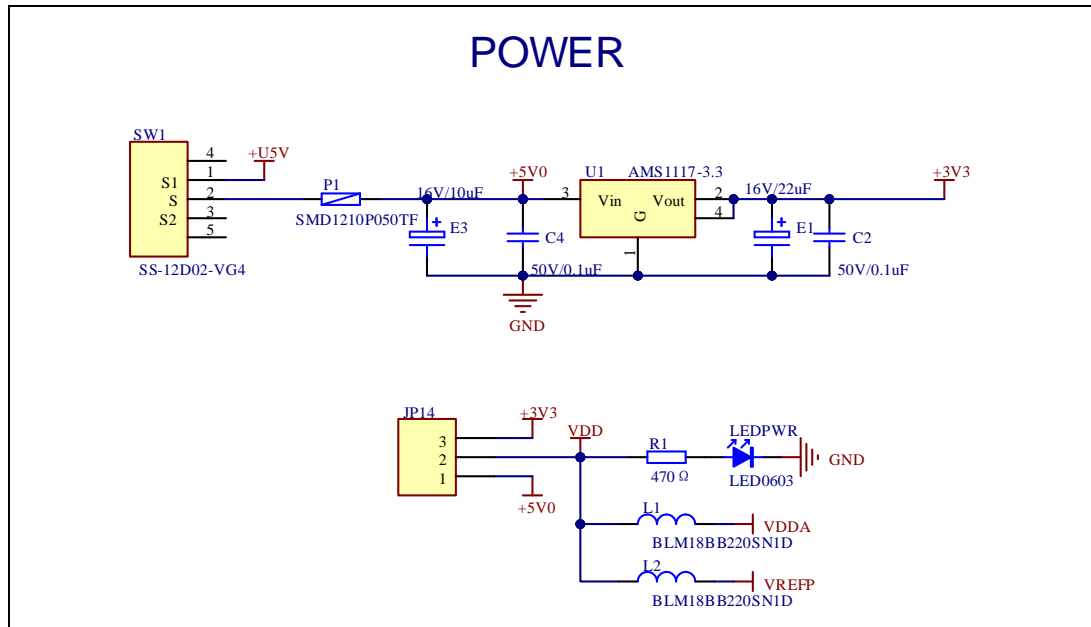 POWER
SW1
4
+U5V
S1 1
S 2
S2 3
5
SS-12D02-VG4
P1
SMD1210P050TF
16V/10uF
E3
+5V0
C4
50V/0.1uF
U1 AMS1117-3.3
3 Vin Vout 2
4
G
1
16V/22uF
E1
C2
50V/0.1uF
+3V3
GND
JP14
+3V3
3
2
1
+5V0
VDD
R1
470 Ω
LEDPWR
LED0603
GND
L1
VDDA
BLM18BB220SN1D
L2
VREFP
BLM18BB220SN1D